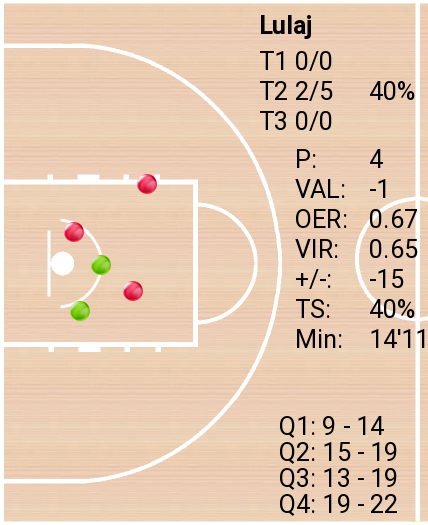 Lulaj
T1 0/0
T2 2/5 40%
T3 0/0
P: 4
VAL: -1
OER: 0.67
VIR: 0.65
+/-: -15
TS: 40%
Min: 14'11
Q1: 9 - 14
Q2: 15 - 19
Q3: 13 - 19
Q4: 19 - 22